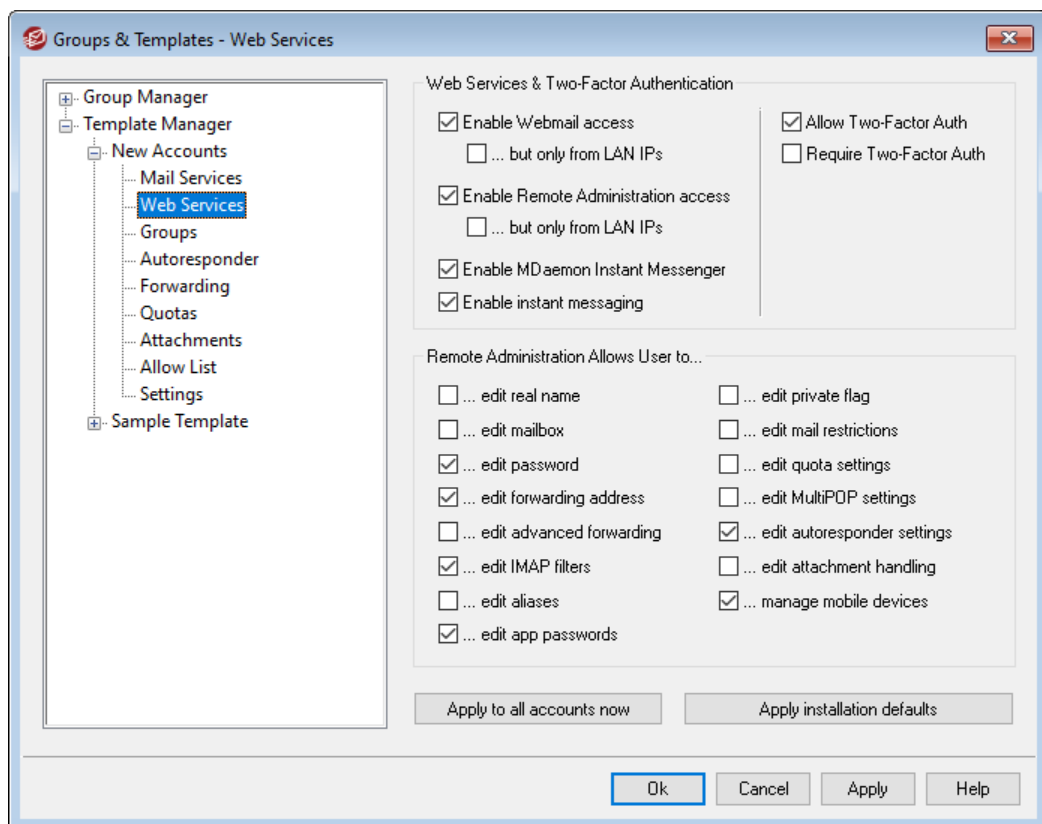 Groups & Templates - Web Services
Group Manager
Template Manager
New Accounts
Mail Services
Web Services
Groups
Autoresponder
Forwarding
Quotas
Attachments
Allow List
Settings
Sample Template
Web Services & Two-Factor Authentication
Enable Webmail access
... but only from LAN IPs
Enable Remote Administration access
... but only from LAN IPs
Enable MDaemon Instant Messenger
Enable instant messaging
Allow Two-Factor Auth
Require Two-Factor Auth
Remote Administration Allows User to...
... edit real name
... edit mailbox
... edit password
... edit forwarding address
... edit advanced forwarding
... edit IMAP filters
... edit aliases
... edit app passwords
... edit private flag
... edit mail restrictions
... edit quota settings
... edit MultiPOP settings
... edit autoresponder settings
... edit attachment handling
... manage mobile devices
Apply to all accounts now
Apply installation defaults
Ok
Cancel
Apply
Help